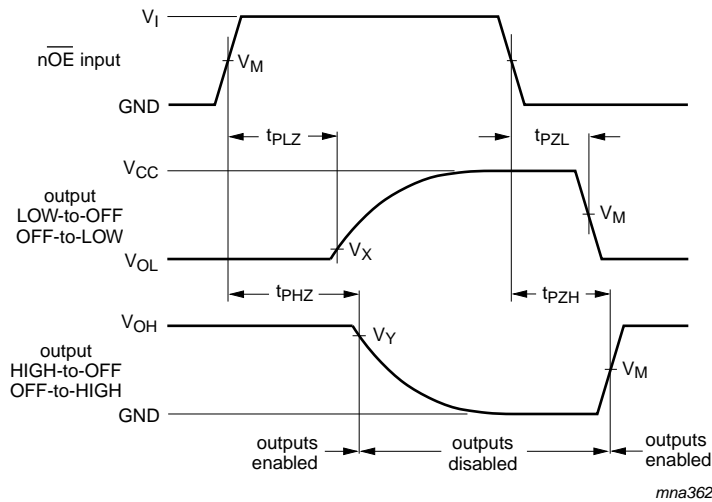 VI
nOE input
VM
GND
tPLZ
tPZL
VCC
output
LOW-to-OFF
OFF-to-LOW
VM
VX
VOL
tPHZ
tPZH
VOH
VY
output
HIGH-to-OFF
OFF-to-HIGH
VM
GND
outputs
enabled
outputs
disabled
outputs
enabled
mna362